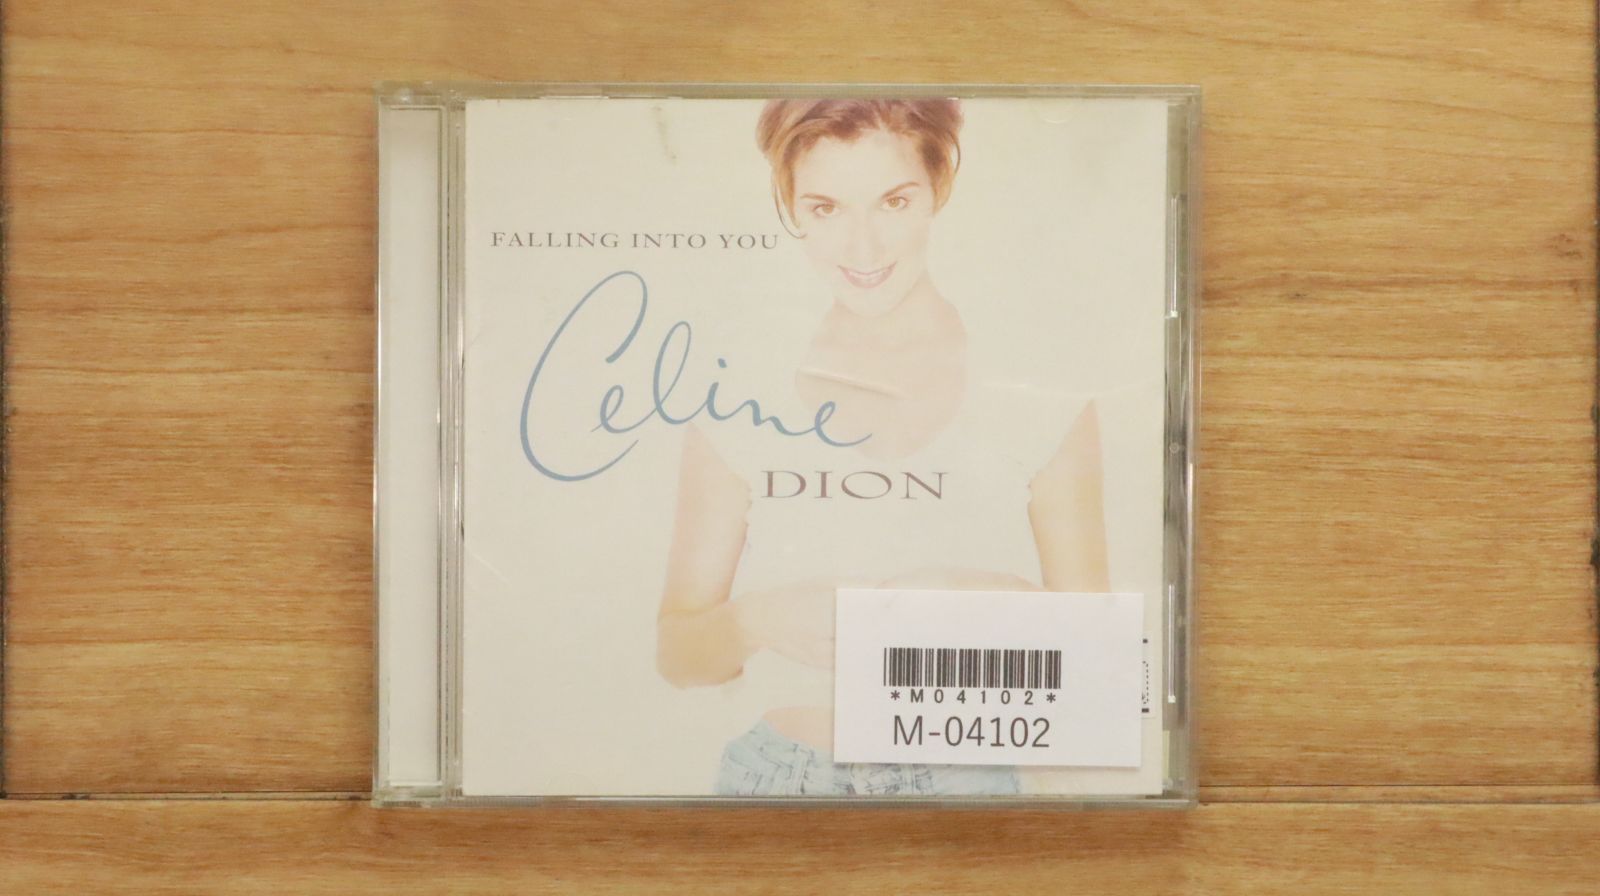 FALLING INTO YOU
Celine
DION
*M04102*
M-04102